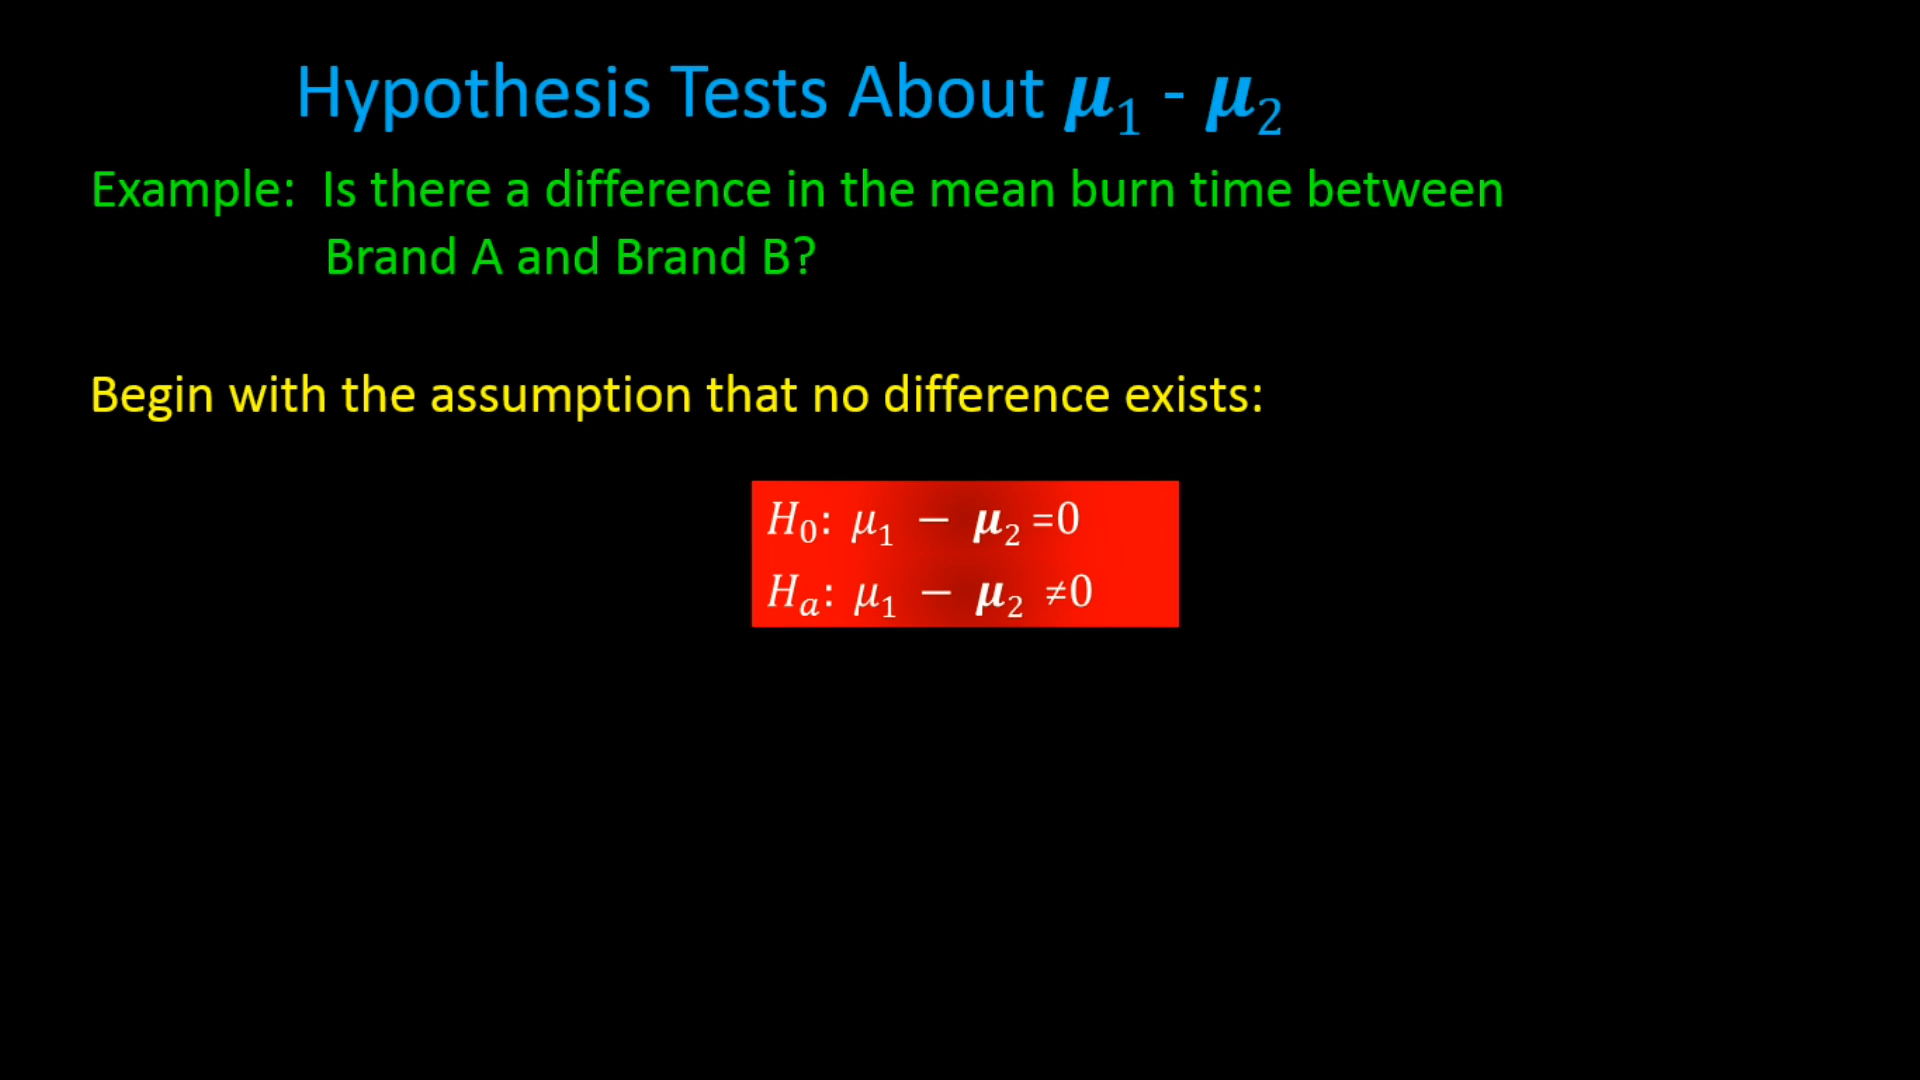 Hypothesis Tests About 𝝁₁ - 𝝁₂
Example: Is there a difference in the mean burn time between
Brand A and Brand B?
Begin with the assumption that no difference exists:
𝐻₀: 𝜇₁ − 𝝁₂ =0
𝐻ₐ: 𝜇₁ − 𝝁₂ ≠0